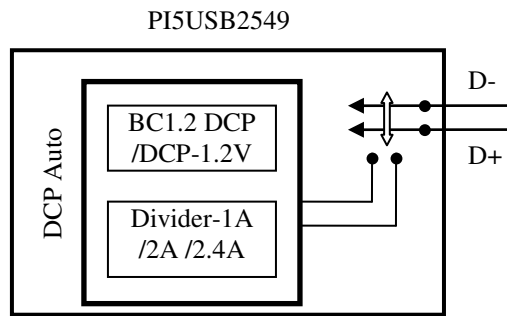 PI5USB2549
D-
BC1.2 DCP
/DCP-1.2V
D+
DCP Auto
Divider-1A
/2A /2.4A